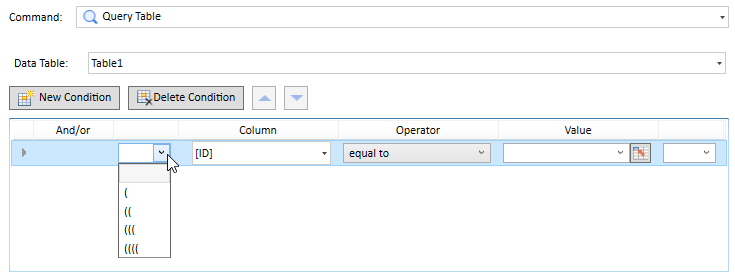 Command: Query Table
Data Table: Table1
New Condition Delete Condition
And/or Column Operator Value
[ID] equal to
(
((
(((
((((